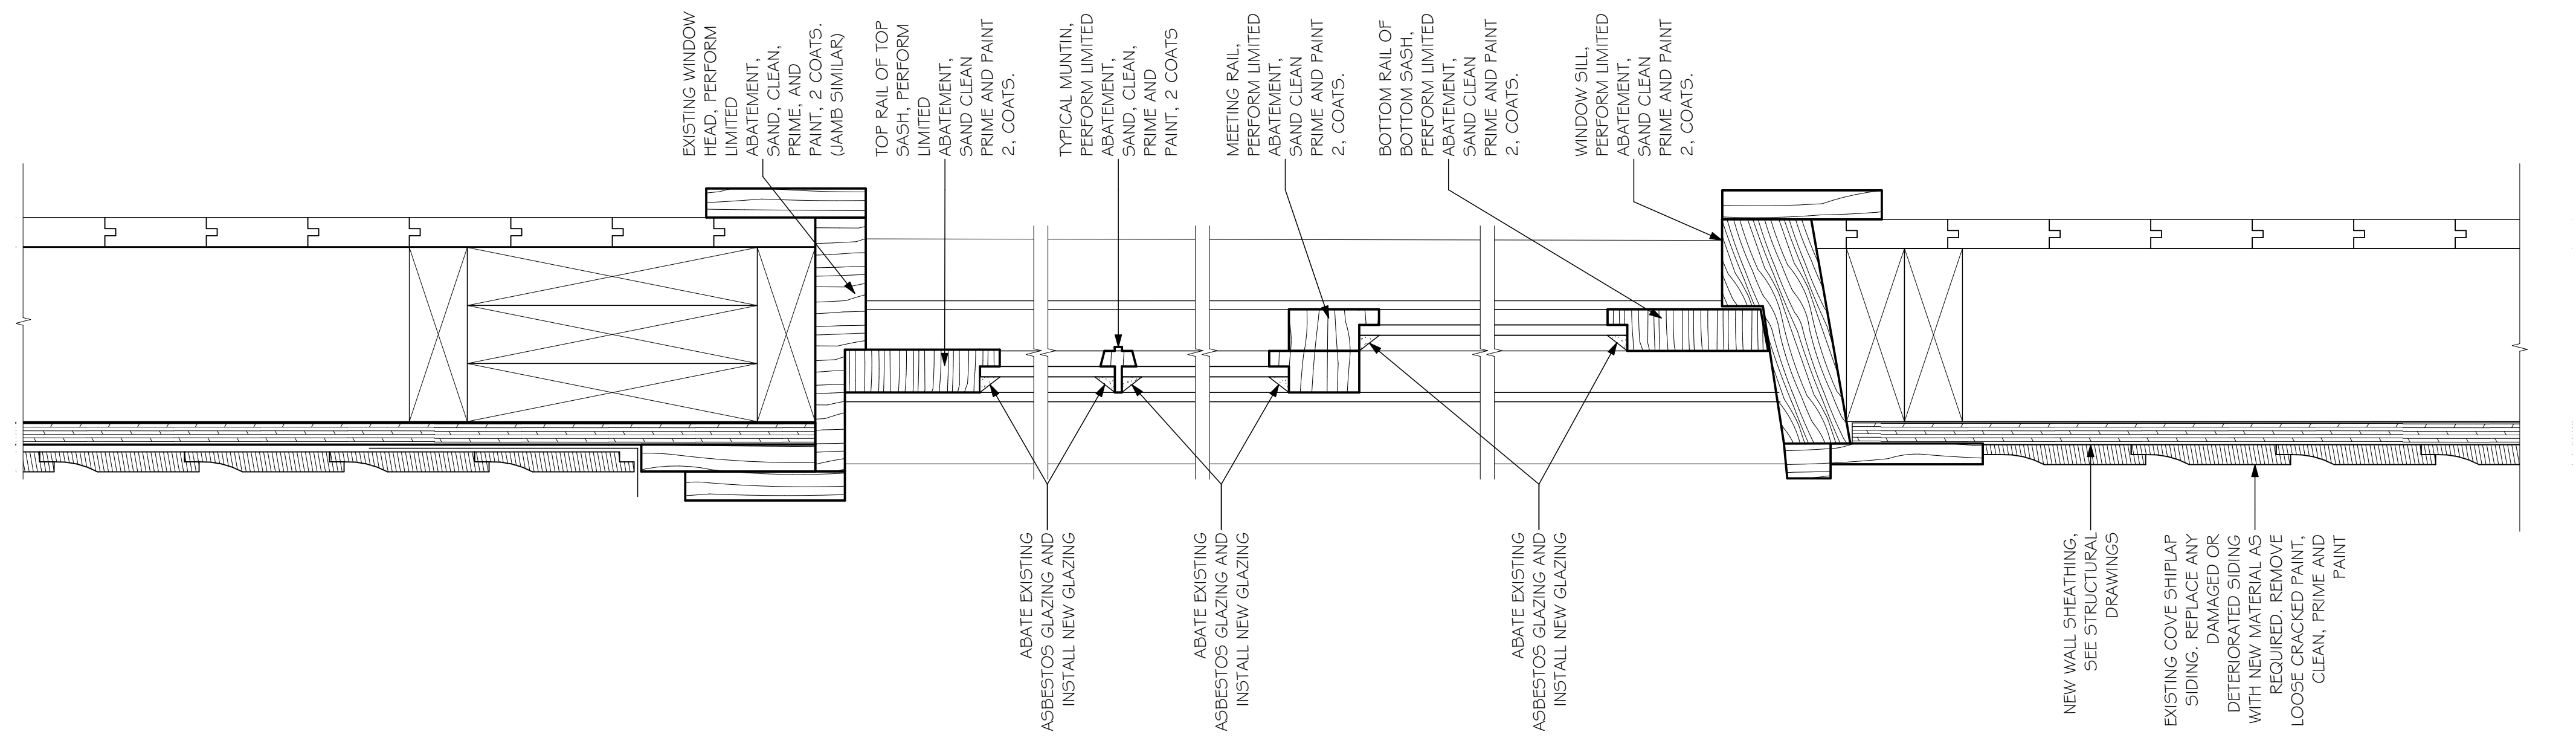 EXISTING WINDOW
HEAD, PERFORM
LIMITED
ABATEMENT,
SAND, CLEAN,
PRIME, AND
PAINT, 2 COATS.
(JAMB SIMILAR)
TOP RAIL OF TOP
SASH, PERFORM
LIMITED
ABATEMENT,
SAND CLEAN
PRIME AND PAINT
2, COATS.
TYPICAL MUNTIN,
PERFORM LIMITED
ABATEMENT,
SAND, CLEAN,
PRIME AND
PAINT, 2 COATS
MEETING RAIL,
PERFORM LIMITED
ABATEMENT,
SAND CLEAN
PRIME AND PAINT
2, COATS.
BOTTOM RAIL OF
BOTTOM SASH,
PERFORM LIMITED
ABATEMENT,
SAND CLEAN
PRIME AND PAINT
2, COATS.
WINDOW SILL,
PERFORM LIMITED
ABATEMENT,
SAND CLEAN
PRIME AND PAINT
2, COATS.
ABATE EXISTING
ASBESTOS GLAZING AND
INSTALL NEW GLAZING
ABATE EXISTING
ASBESTOS GLAZING AND
INSTALL NEW GLAZING
ABATE EXISTING
ASBESTOS GLAZING AND
INSTALL NEW GLAZING
NEW WALL SHEATHING,
SEE STRUCTURAL
DRAWINGS
EXISTING COVE SHIPLAP
SIDING. REPLACE ANY
DAMAGED OR
DETERIORATED SIDING
WITH NEW MATERIAL AS
REQUIRED. REMOVE
LOOSE CRACKED PAINT,
CLEAN, PRIME AND
PAINT